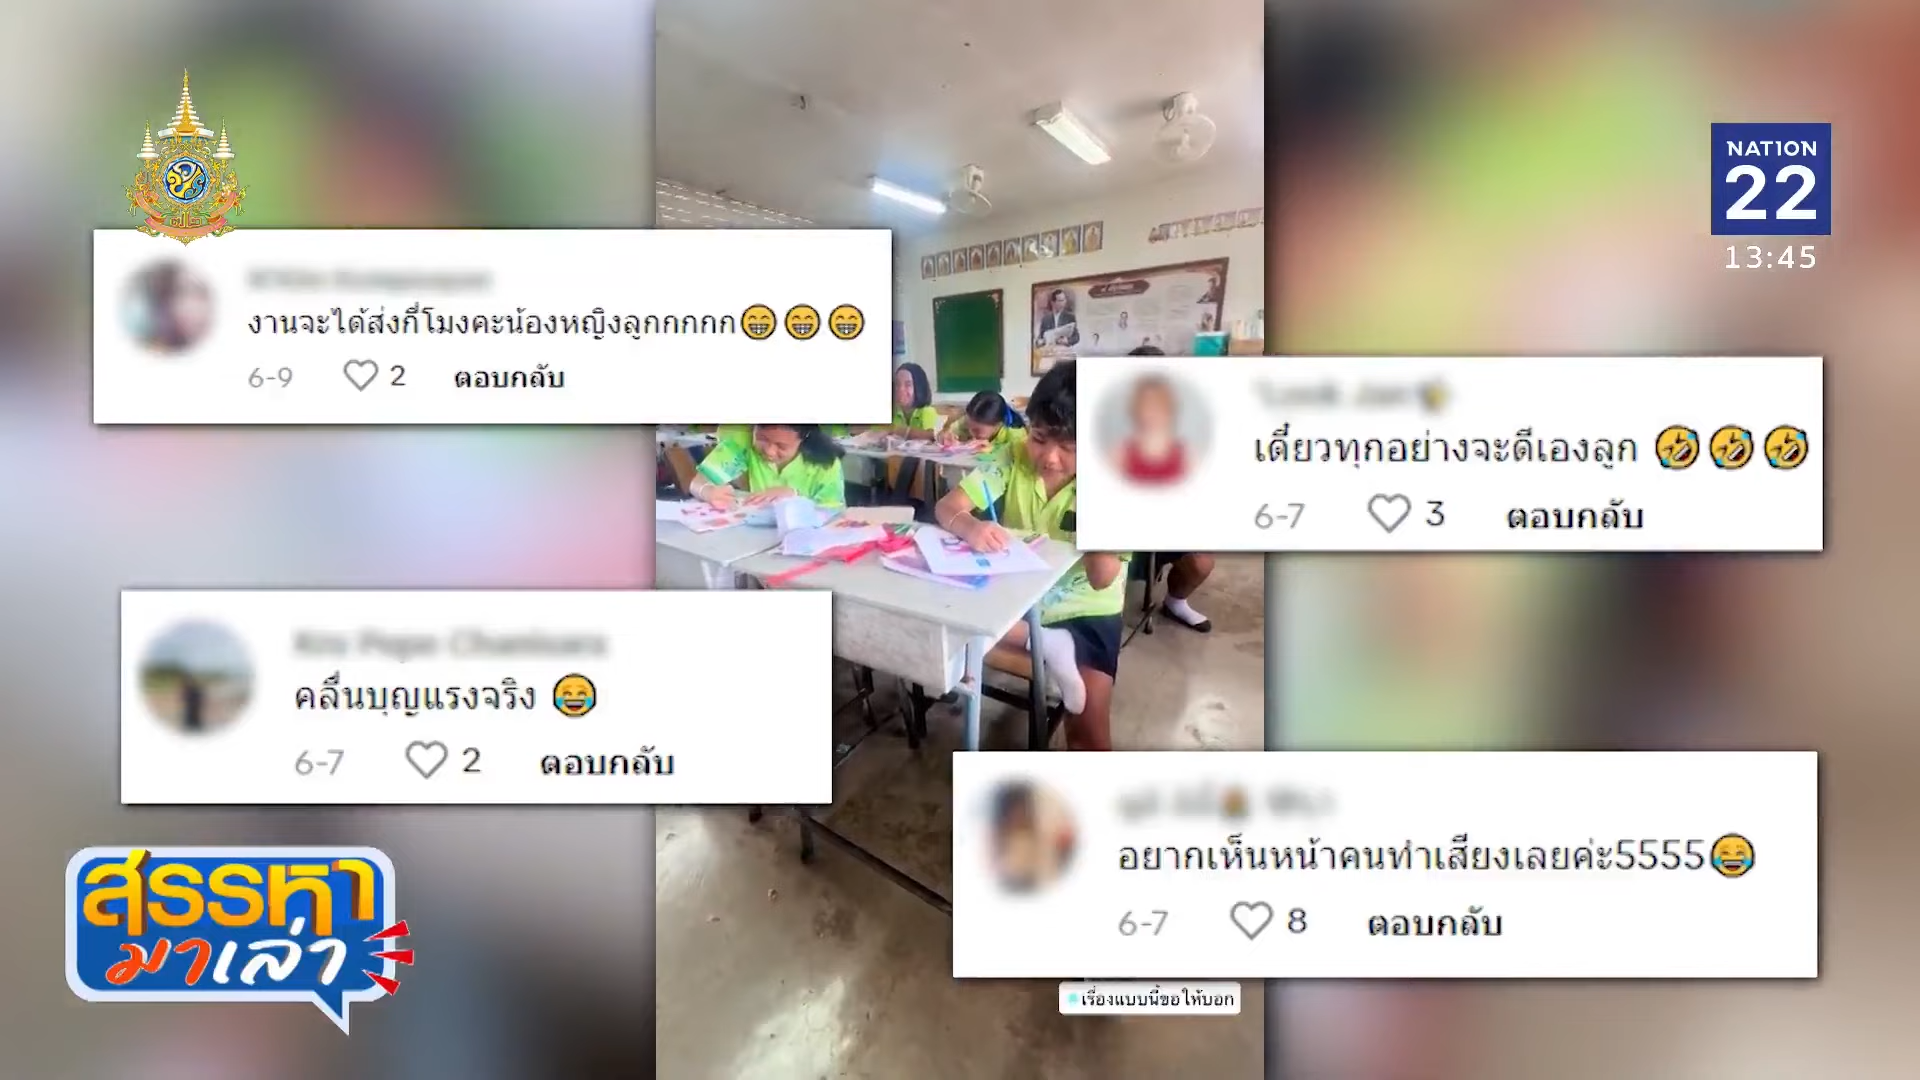 NATION
22
13:45
งานจะได้ส่งกี่โมงคะน้องหญิงลูกกกกก😁😁😁
6-9 2 ตอบกลับ
เดี๋ยวทุกอย่างจะดีเองลูก 🤣🤣🤣
6-7 3 ตอบกลับ
คลื่นบุญแรงจริง 😂
6-7 2 ตอบกลับ
อยากเห็นหน้าคนทำเสียงเลยค่ะ5555😂
6-7 8 ตอบกลับ
สรรหา
มาเล่า
เรื่องแบบนี้ขอให้บอก